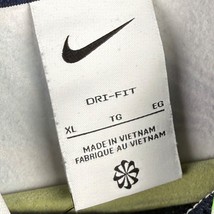 DRI-FIT
XL TG EG
MADE IN VIETNAM
FABRIQUE AU VIETNAM